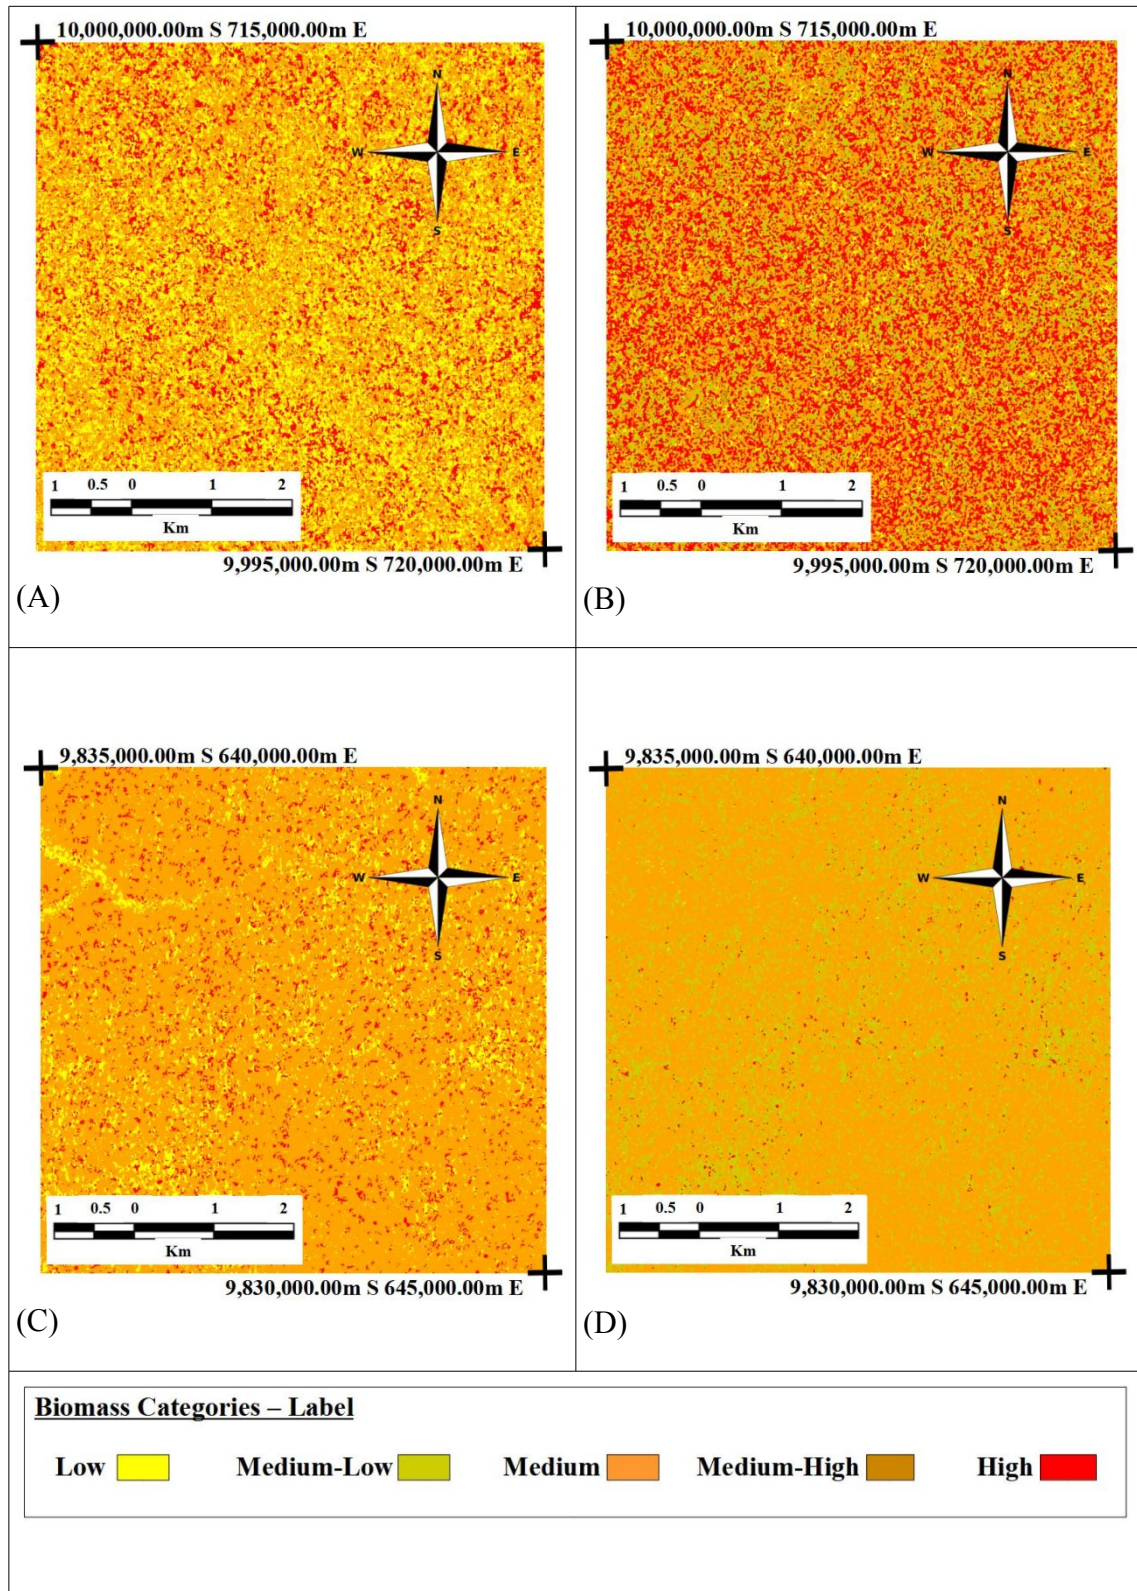 10,000,000.00m S 715,000.00m E
N
W E
S
1 0.5 0 1 2
Km
9,995,000.00m S 720,000.00m E
(A)
10,000,000.00m S 715,000.00m E
N
W E
S
1 0.5 0 1 2
Km
9,995,000.00m S 720,000.00m E
(B)
9,835,000.00m S 640,000.00m E
N
W E
S
1 0.5 0 1 2
Km
9,830,000.00m S 645,000.00m E
(C)
9,835,000.00m S 640,000.00m E
N
W E
S
1 0.5 0 1 2
Km
9,830,000.00m S 645,000.00m E
(D)
Biomass Categories – Label
Low Medium-Low Medium Medium-High High